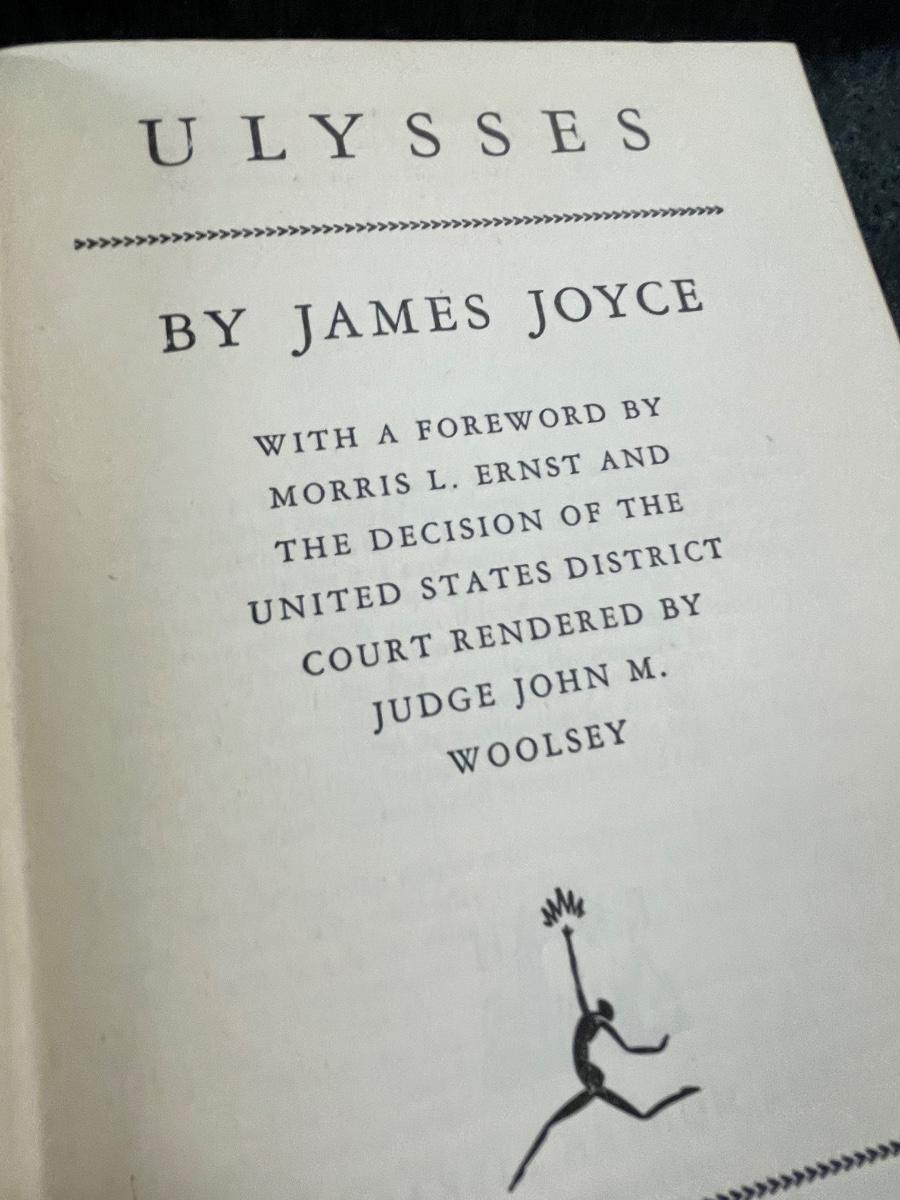 ULYSSES
BY JAMES JOYCE
WITH A FOREWORD BY
MORRIS L. ERNST AND
THE DECISION OF THE
UNITED STATES DISTRICT
COURT RENDERED BY
JUDGE JOHN M.
WOOLSEY